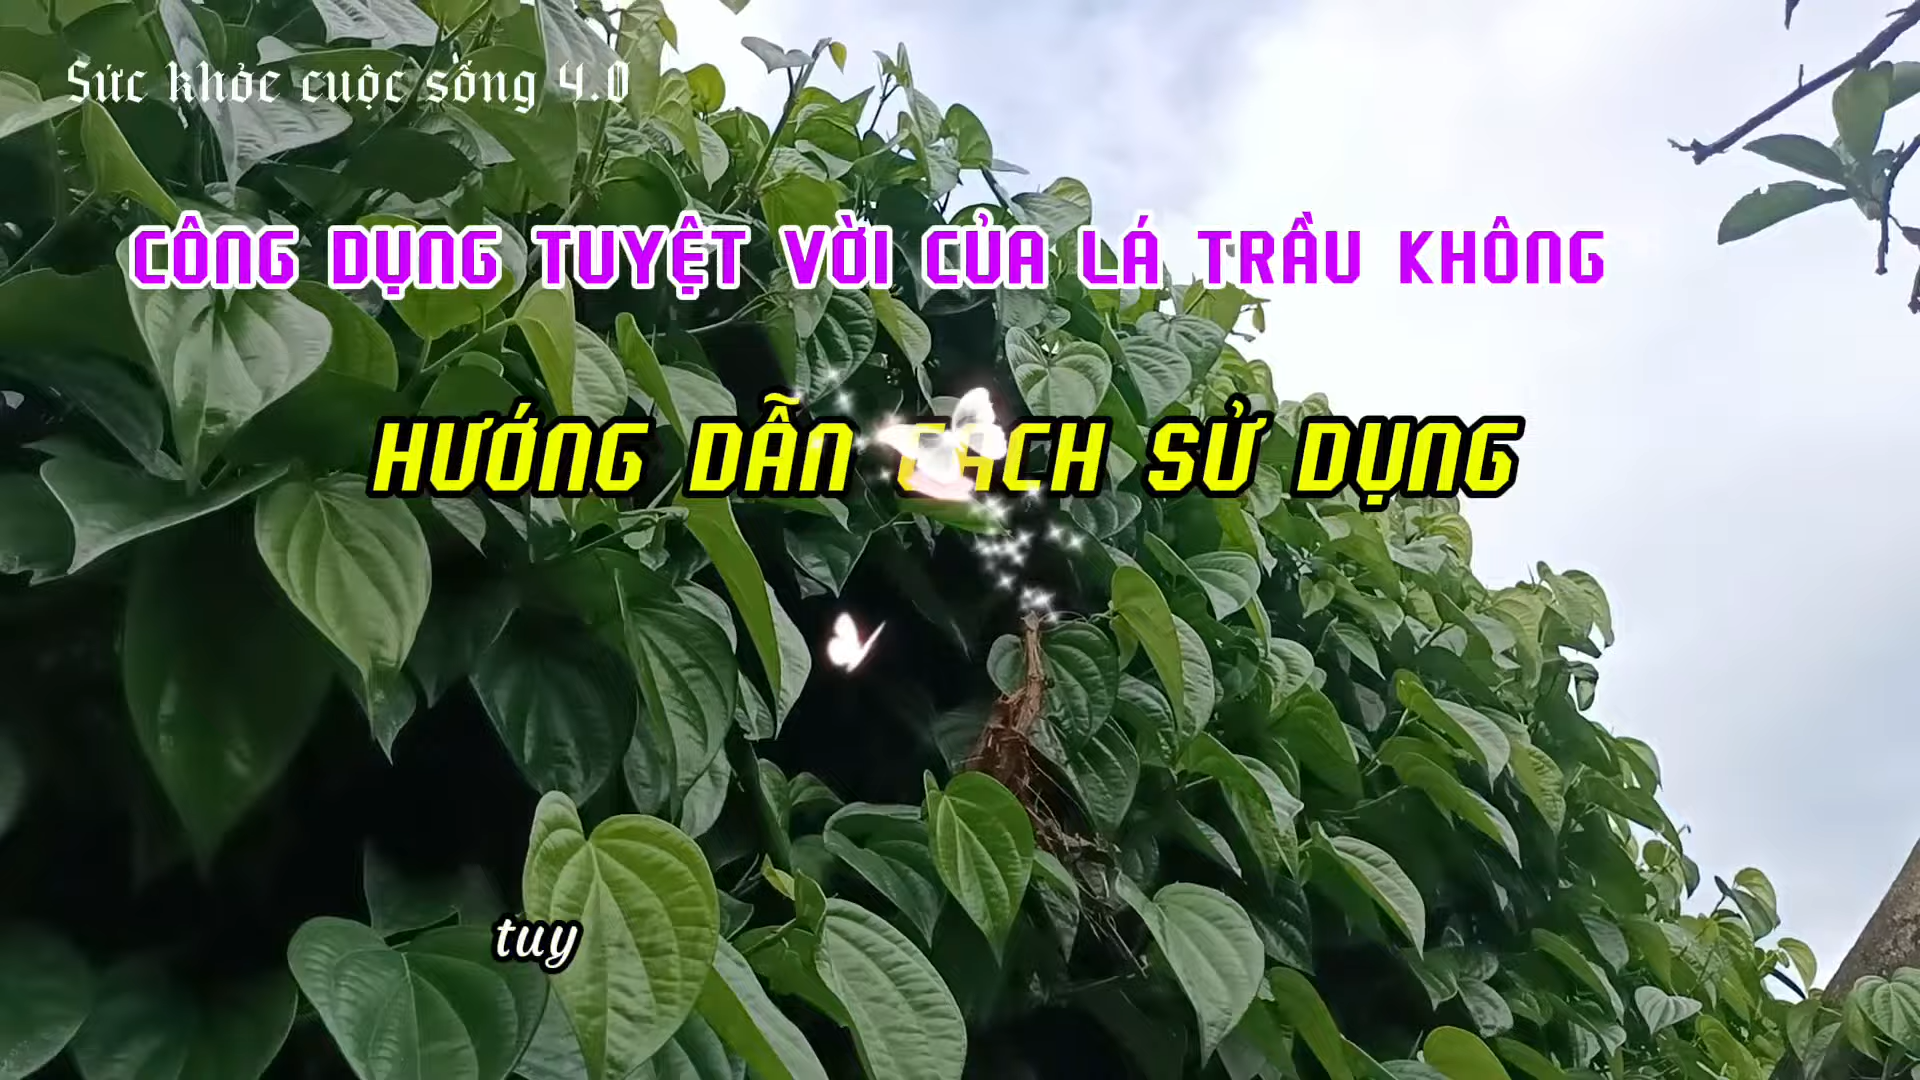 Sức khỏe cuộc sống 4.0
CÔNG DỤNG TUYỆT VỜI CỦA LÁ TRẦU KHÔNG
HƯỚNG DẪN CÁCH SỬ DỤNG
tuy